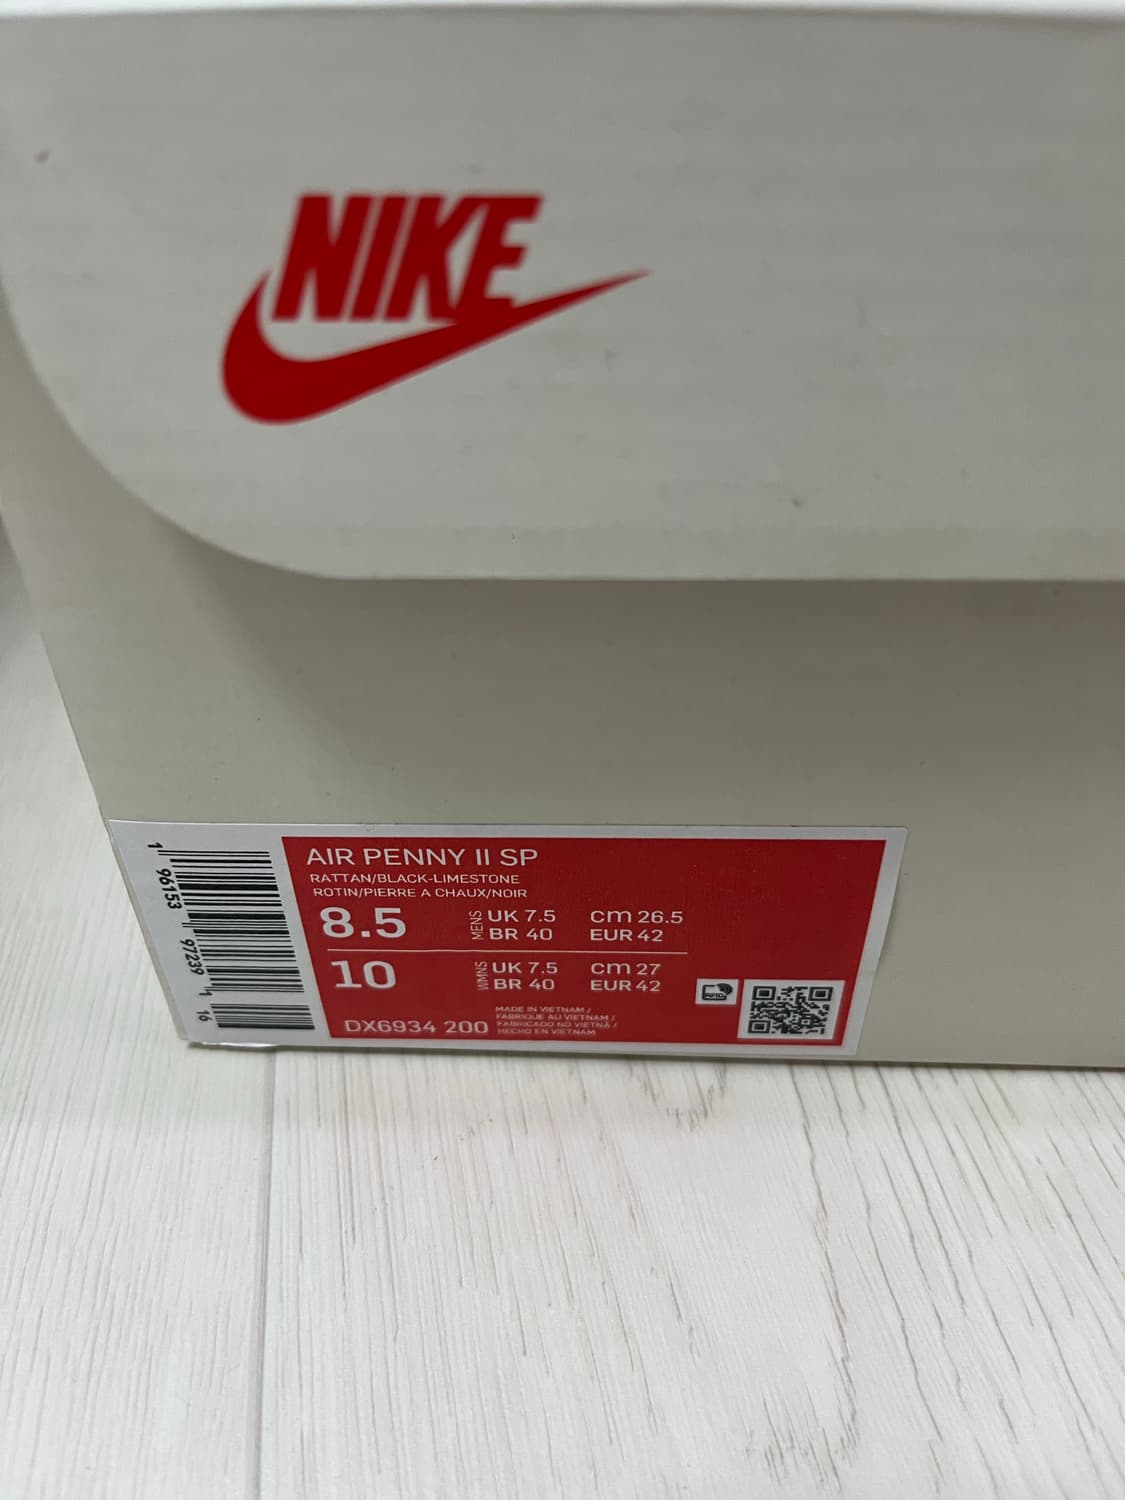 NIKE
AIR PENNY II SP
RATTAN/BLACK-LIMESTONE
ROTIN/PIERRE A CHAUX/NOIR
8.5 MENS UK 7.5 cm 26.5
BR 40 EUR 42
10 WMNS UK 7.5 cm 27
BR 40 EUR 42
DX6934 200
MADE IN VIETNAM /
FABRIQUE AU VIETNAM /
FABRICADO NO VIETNÃ /
HECHO EN VIETNAM
RFID
1 96153 97239 1 16